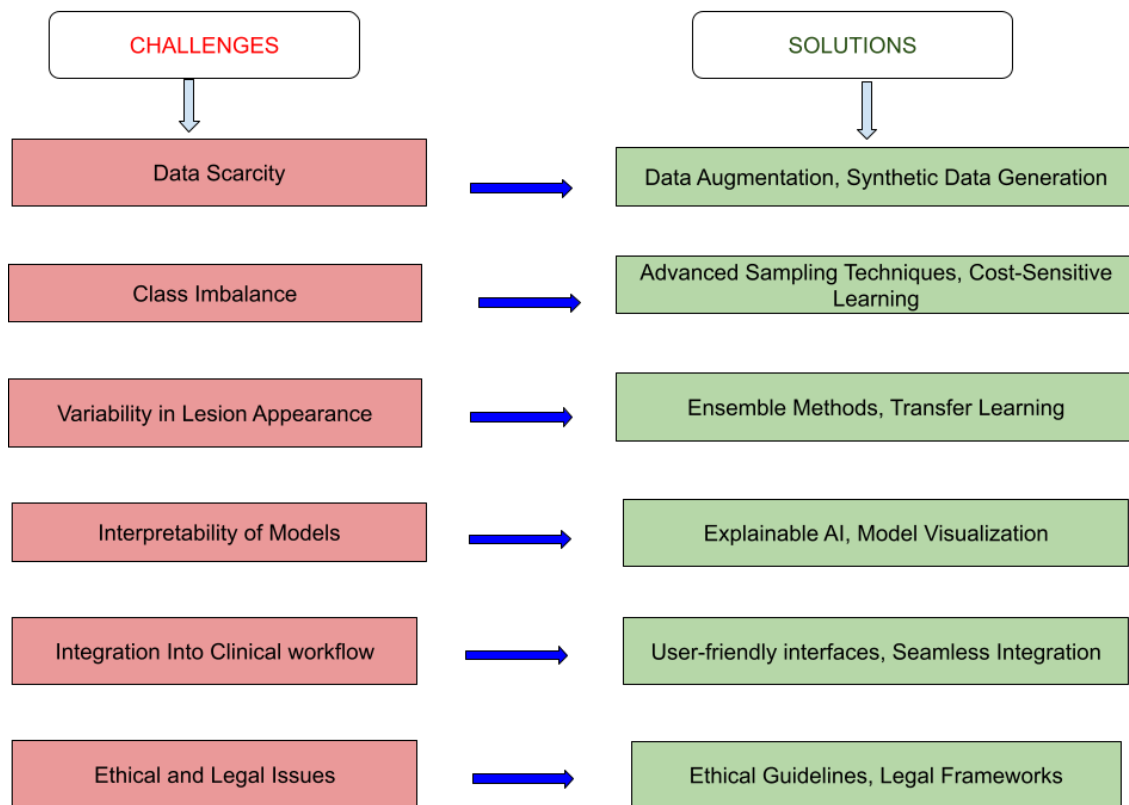 CHALLENGES
SOLUTIONS
Data Scarcity
Data Augmentation, Synthetic Data Generation
Class Imbalance
Advanced Sampling Techniques, Cost-Sensitive
Learning
Variability in Lesion Appearance
Ensemble Methods, Transfer Learning
Interpretability of Models
Explainable AI, Model Visualization
Integration Into Clinical workflow
User-friendly interfaces, Seamless Integration
Ethical and Legal Issues
Ethical Guidelines, Legal Frameworks